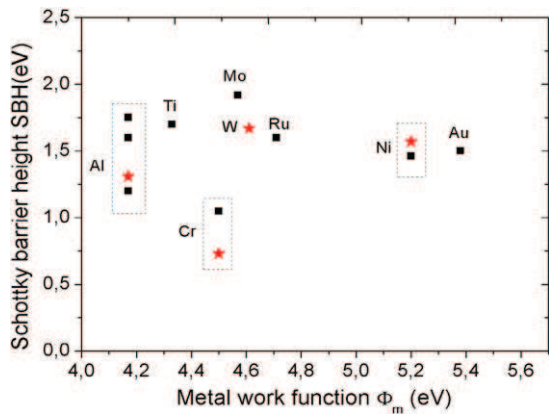 Schottky barrier height SBH(eV)
2,5
2,0
1,5
1,0
0,5
0,0
Mo
Ti
W
Ru
Au
Ni
Al
Cr
4,0 4,2 4,4 4,6 4,8 5,0 5,2 5,4 5,6
Metal work function Φm (eV)